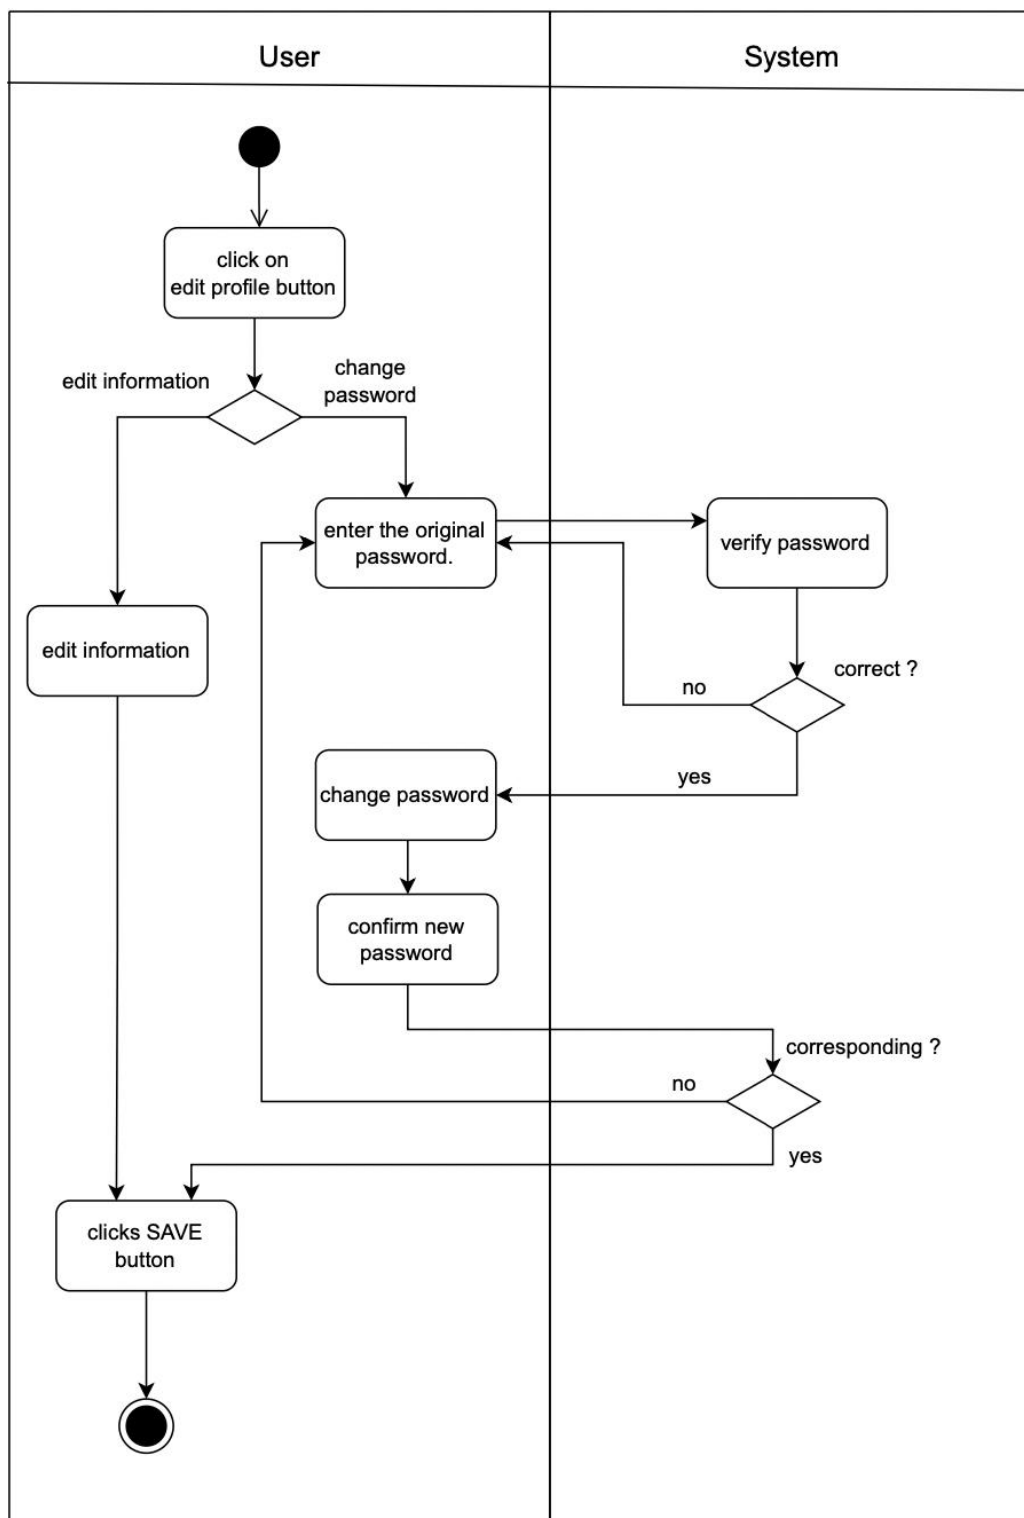 User
System
click on
edit profile button
edit information
change
password
enter the original
password.
verify password
edit information
correct ?
no
yes
change password
confirm new
password
corresponding ?
no
yes
clicks SAVE
button